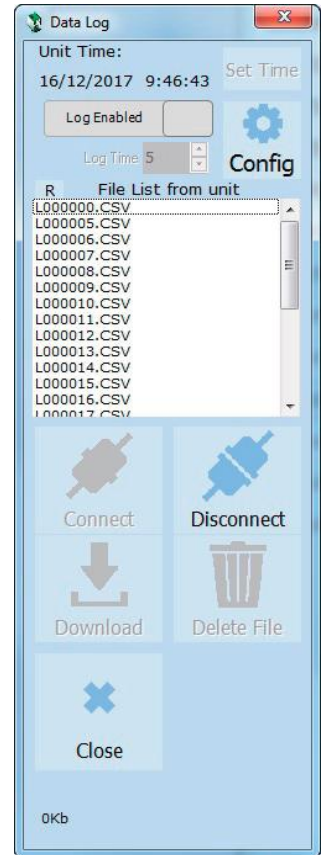 Data Log
Unit Time:
16/12/2017 9:46:43 Set Time
Log Enabled
Log Time 5
Config
R File List from unit
L000000.CSV
L000005.CSV
L000006.CSV
L000007.CSV
L000008.CSV
L000009.CSV
L000010.CSV
L000011.CSV
L000012.CSV
L000013.CSV
L000014.CSV
L000015.CSV
L000016.CSV
L000017.CSV
Connect Disconnect
Download Delete File
Close
0Kb